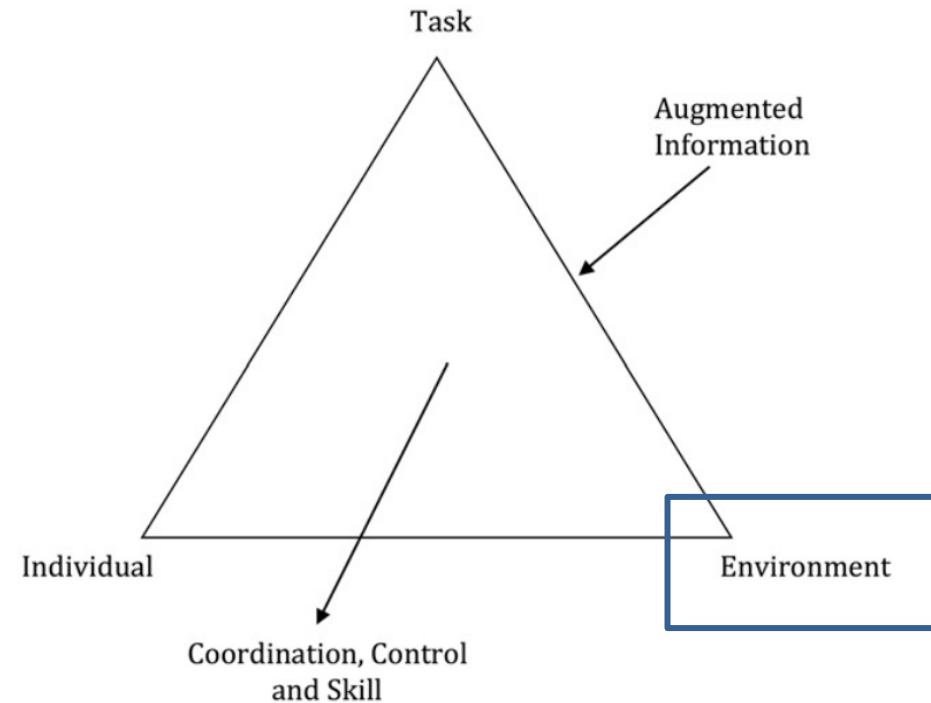 Task
Augmented
Information
Individual
Environment
Coordination, Control
and Skill